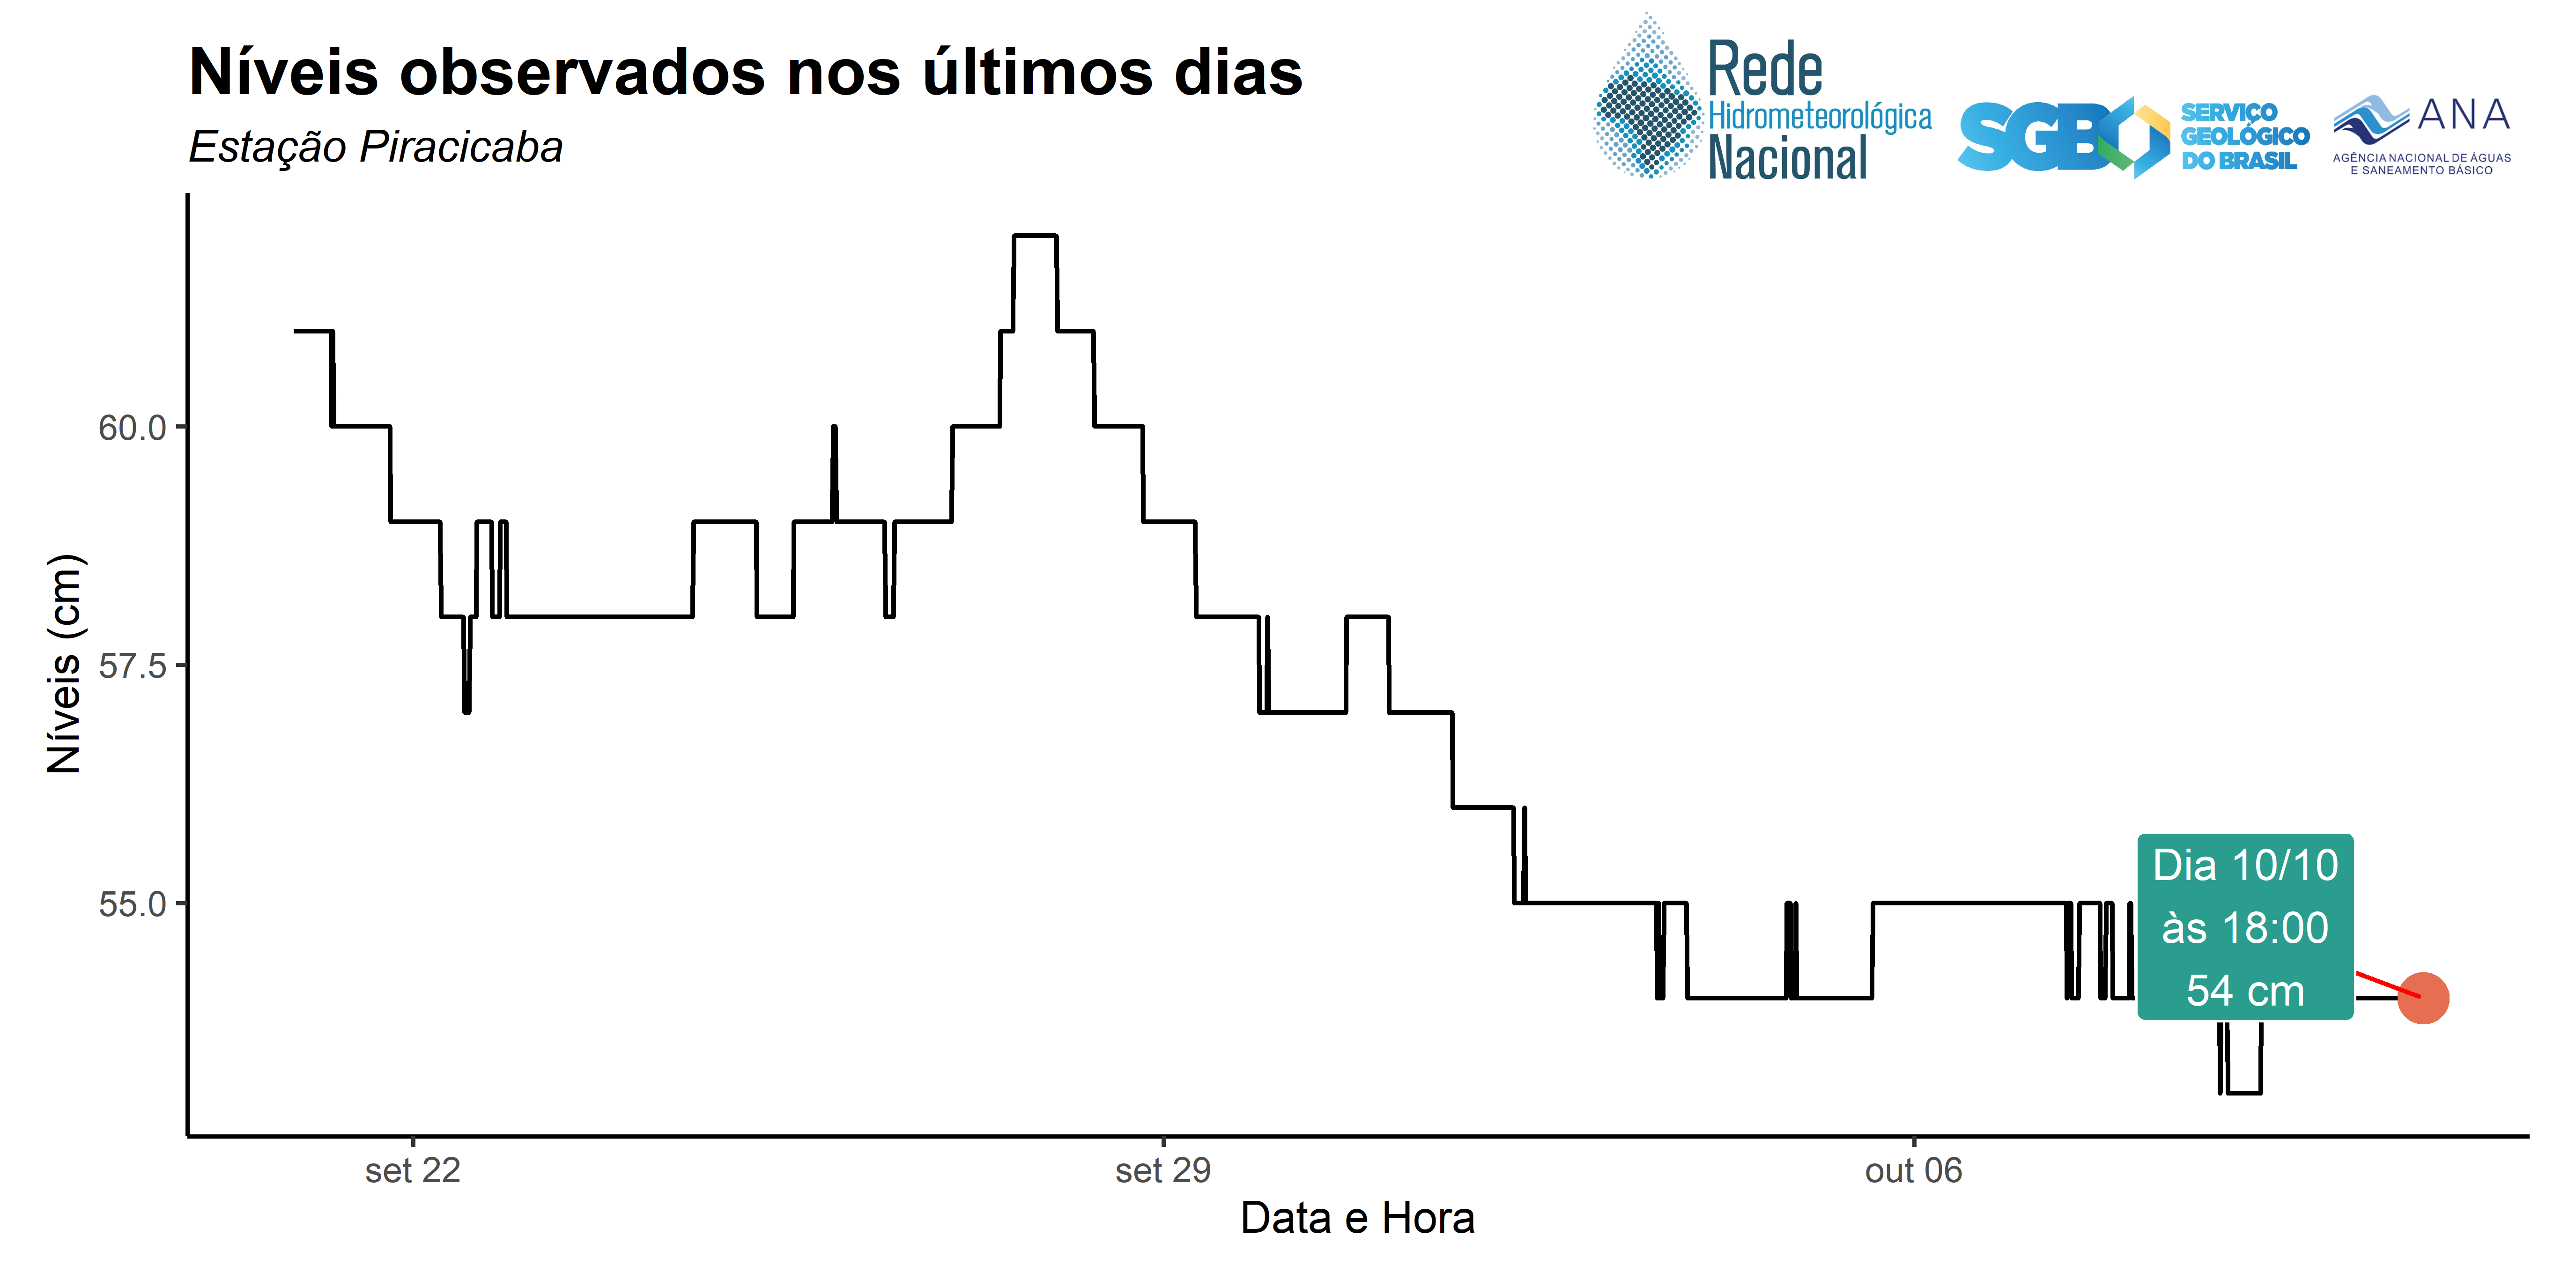 Níveis observados nos últimos dias
Estação Piracicaba
Rede
Hidrometeorológica
Nacional
SGB
SERVIÇO
GEOLÓGICO
DO BRASIL
ANA
AGÊNCIA NACIONAL DE ÁGUAS
E SANEAMENTO BÁSICO
Níveis (cm)
60.0
57.5
55.0
Dia 10/10
às 18:00
54 cm
set 22
set 29
out 06
Data e Hora